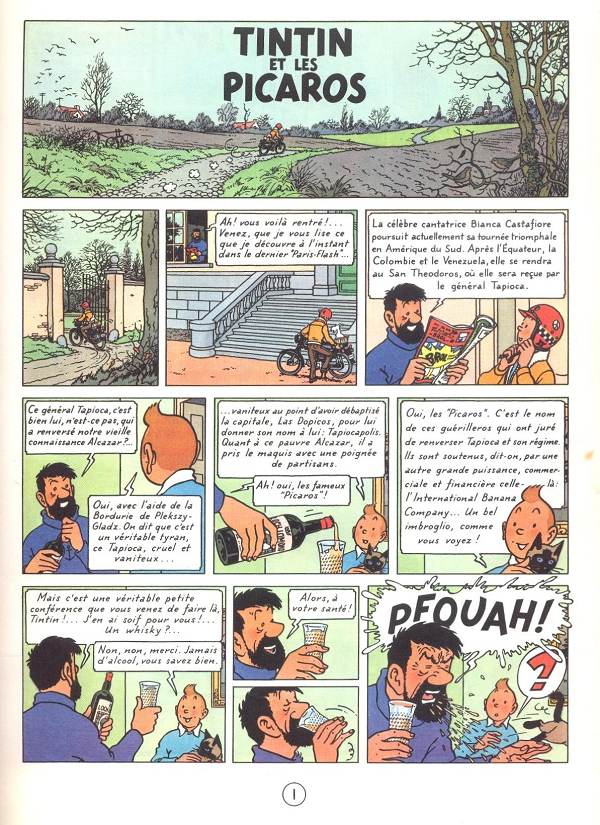 TINTIN
ET LES
PICAROS
Ah! vous voilà rentré!...
Venez, que je vous lise ce
que je découvre à l'instant
dans le dernier "Paris-Flash"...
La célèbre cantatrice Bianca Castafiore
poursuit actuellement sa tournée triomphale
en Amérique du Sud. Après l'Équateur, la
Colombie et le Venezuela, elle se rendra
au San Theodoros, où elle sera reçue par
le général Tapioca.
Ce général Tapioca, c'est
bien lui, n'est-ce pas, qui
a renversé notre vieille
connaissance Alcazar?...
Oui, avec l'aide de la
Bordurie de Plekszy-
Gladz. On dit que c'est
un véritable tyran,
ce Tapioca, cruel et
vaniteux...
...vaniteux au point d'avoir débaptisé
la capitale, Las Dopicos, pour lui
donner son nom à lui: Tapiocapolis.
Quant à ce pauvre Alcazar, il a
pris le maquis avec une poignée
de partisans.
Ah! oui, les fameux
"Picaros"!
Oui, les "Picaros". C'est le nom
de ces guérilleros qui ont juré
de renverser Tapioca et son régime.
Ils sont soutenus, dit-on, par une
autre grande puissance, commer-
ciale et financière celle-
là:
l'International Banana
Company... Un bel
imbroglio, comme
vous voyez!
Mais c'est une véritable petite
conférence que vous venez de faire là,
Tintin!... J'en ai soif pour vous!...
Un whisky?...
Non, non, merci. Jamais
d'alcool, vous savez bien.
LOCH
Alors, à
votre santé!
PFOUAH!
?
1